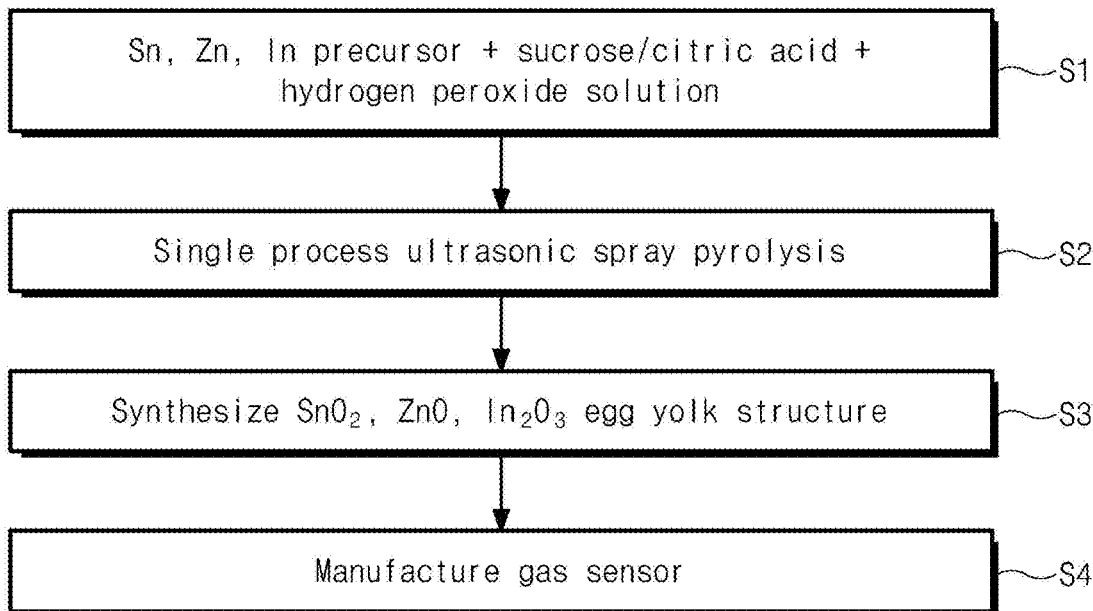 Sn, Zn, In precursor + sucrose/citric acid +
hydrogen peroxide solution
S1
Single process ultrasonic spray pyrolysis
S2
Synthesize SnO₂, ZnO, In₂O₃ egg yolk structure
S3
Manufacture gas sensor
S4